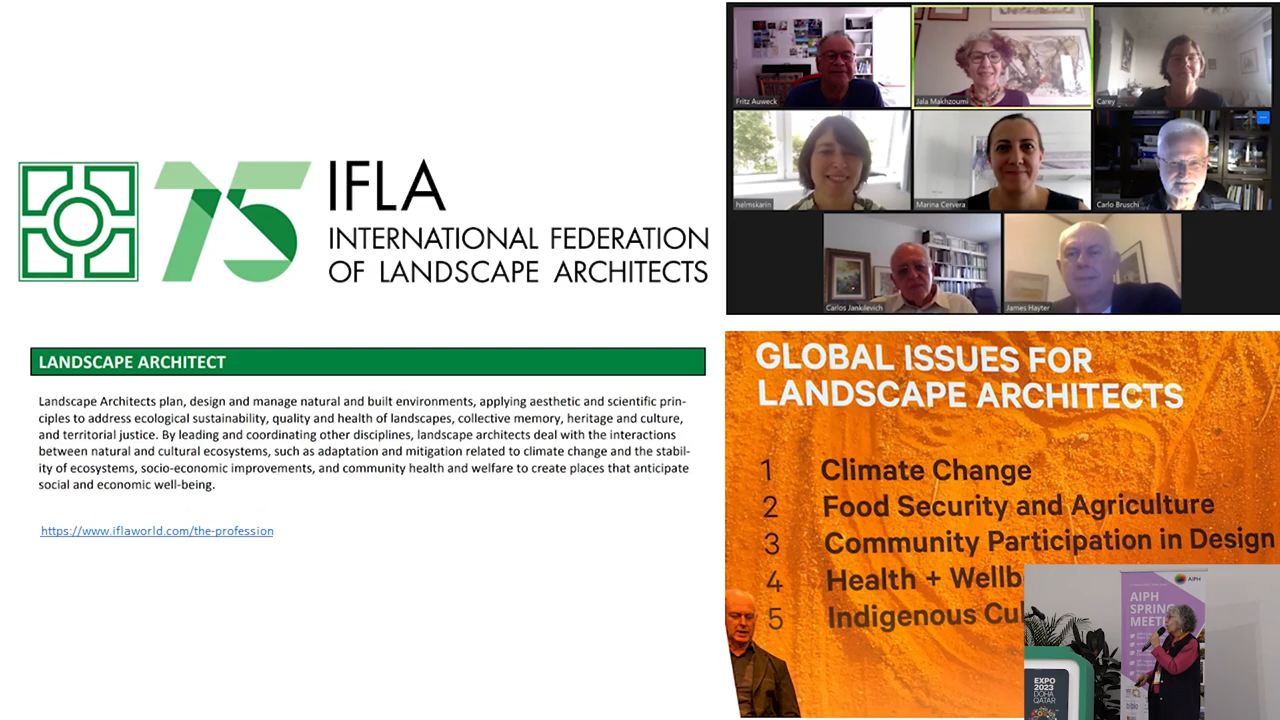 75
IFLA
INTERNATIONAL FEDERATION
OF LANDSCAPE ARCHITECTS
LANDSCAPE ARCHITECT
Landscape Architects plan, design and manage natural and built environments, applying aesthetic and scientific prin-
ciples to address ecological sustainability, quality and health of landscapes, collective memory, heritage and culture,
and territorial justice. By leading and coordinating other disciplines, landscape architects deal with the interactions
between natural and cultural ecosystems, such as adaptation and mitigation related to climate change and the stabil-
ity of ecosystems, socio-economic improvements, and community health and welfare to create places that anticipate
social and economic well-being.
https://www.iflaworld.com/the-profession
Fritz Auweck
Jala Makhzoumi
Carey
helmskarin
Marina Cervera
Carlo Bruschi
Carlos Jankilevich
James Hayter
GLOBAL ISSUES FOR
LANDSCAPE ARCHITECTS
1 Climate Change
2 Food Security and Agriculture
3 Community Participation in Design
4 Health + Wellb
5 Indigenous Cul
AIPH
AIPH
SPRING
MEETI
EXPO
2023
DOHA
QATAR